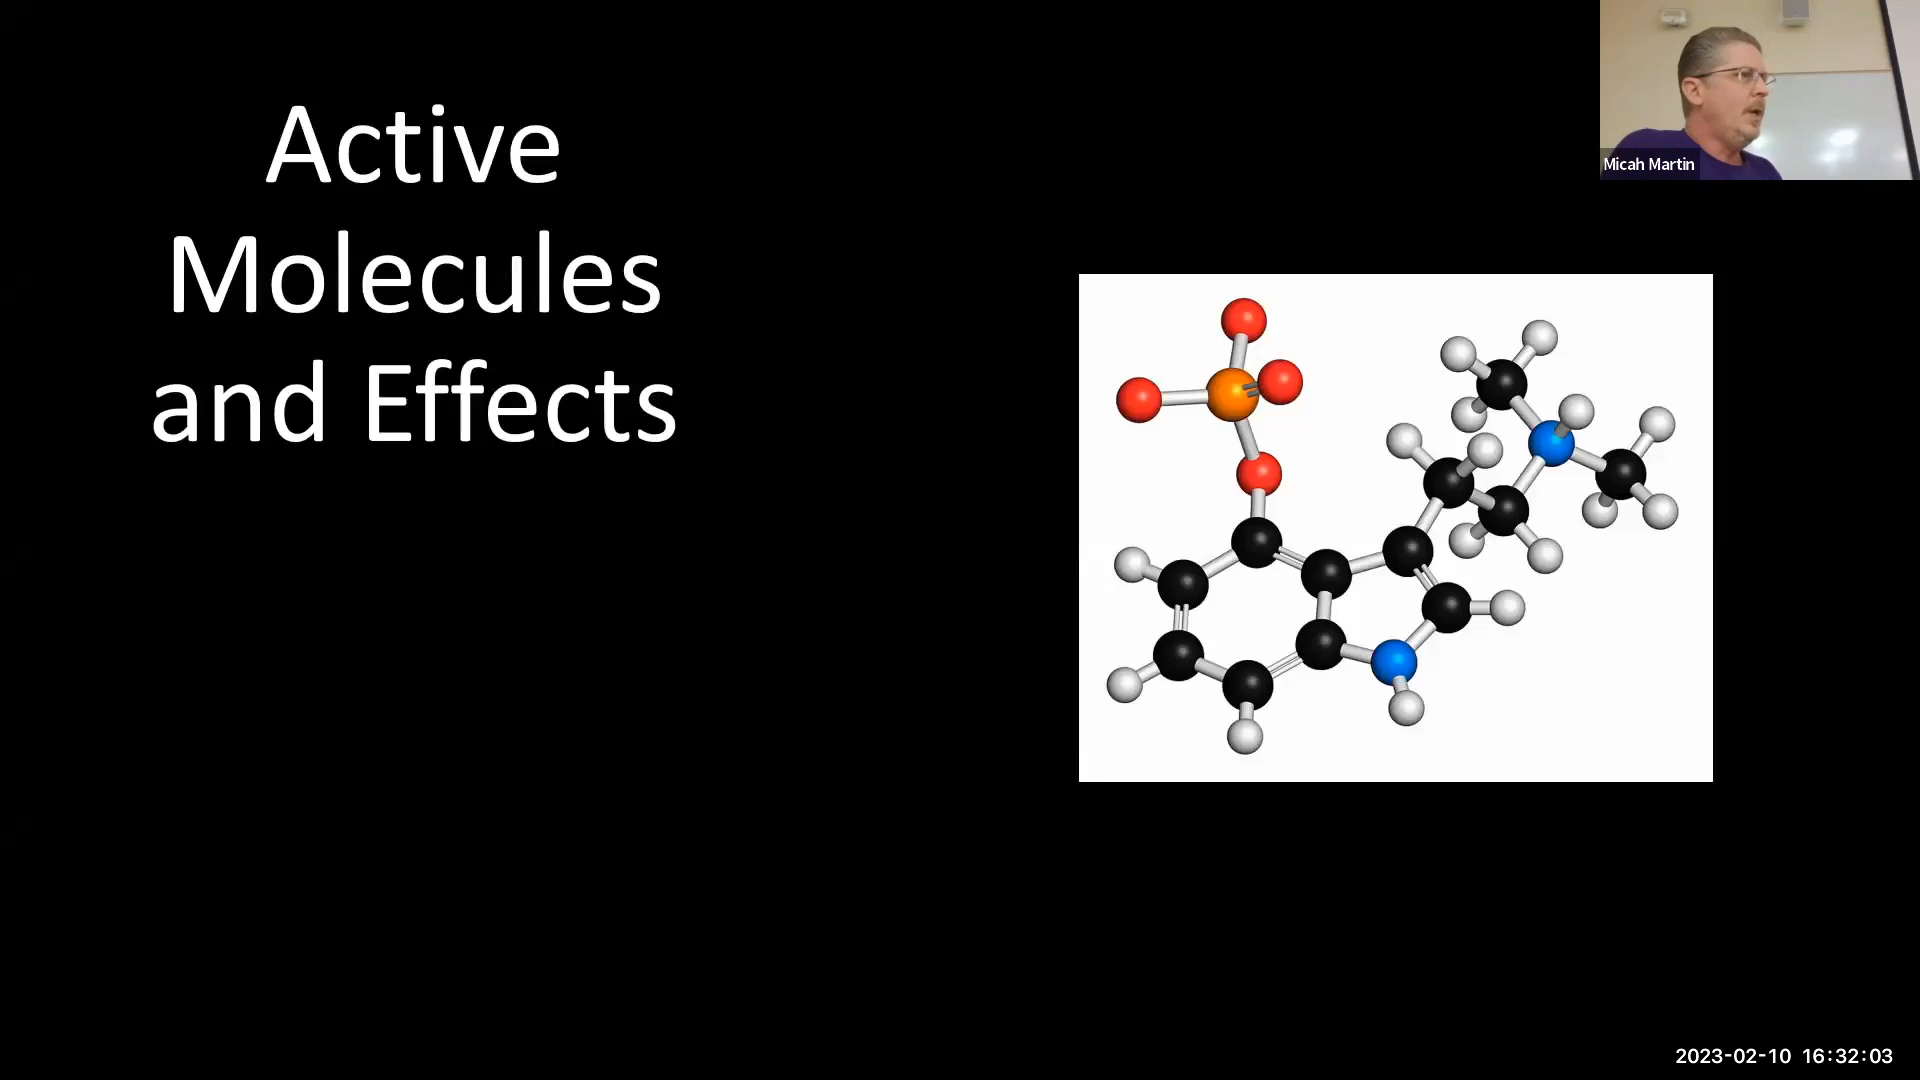 Active
Molecules
and Effects
Micah Martin
2023-02-10 16:32:03